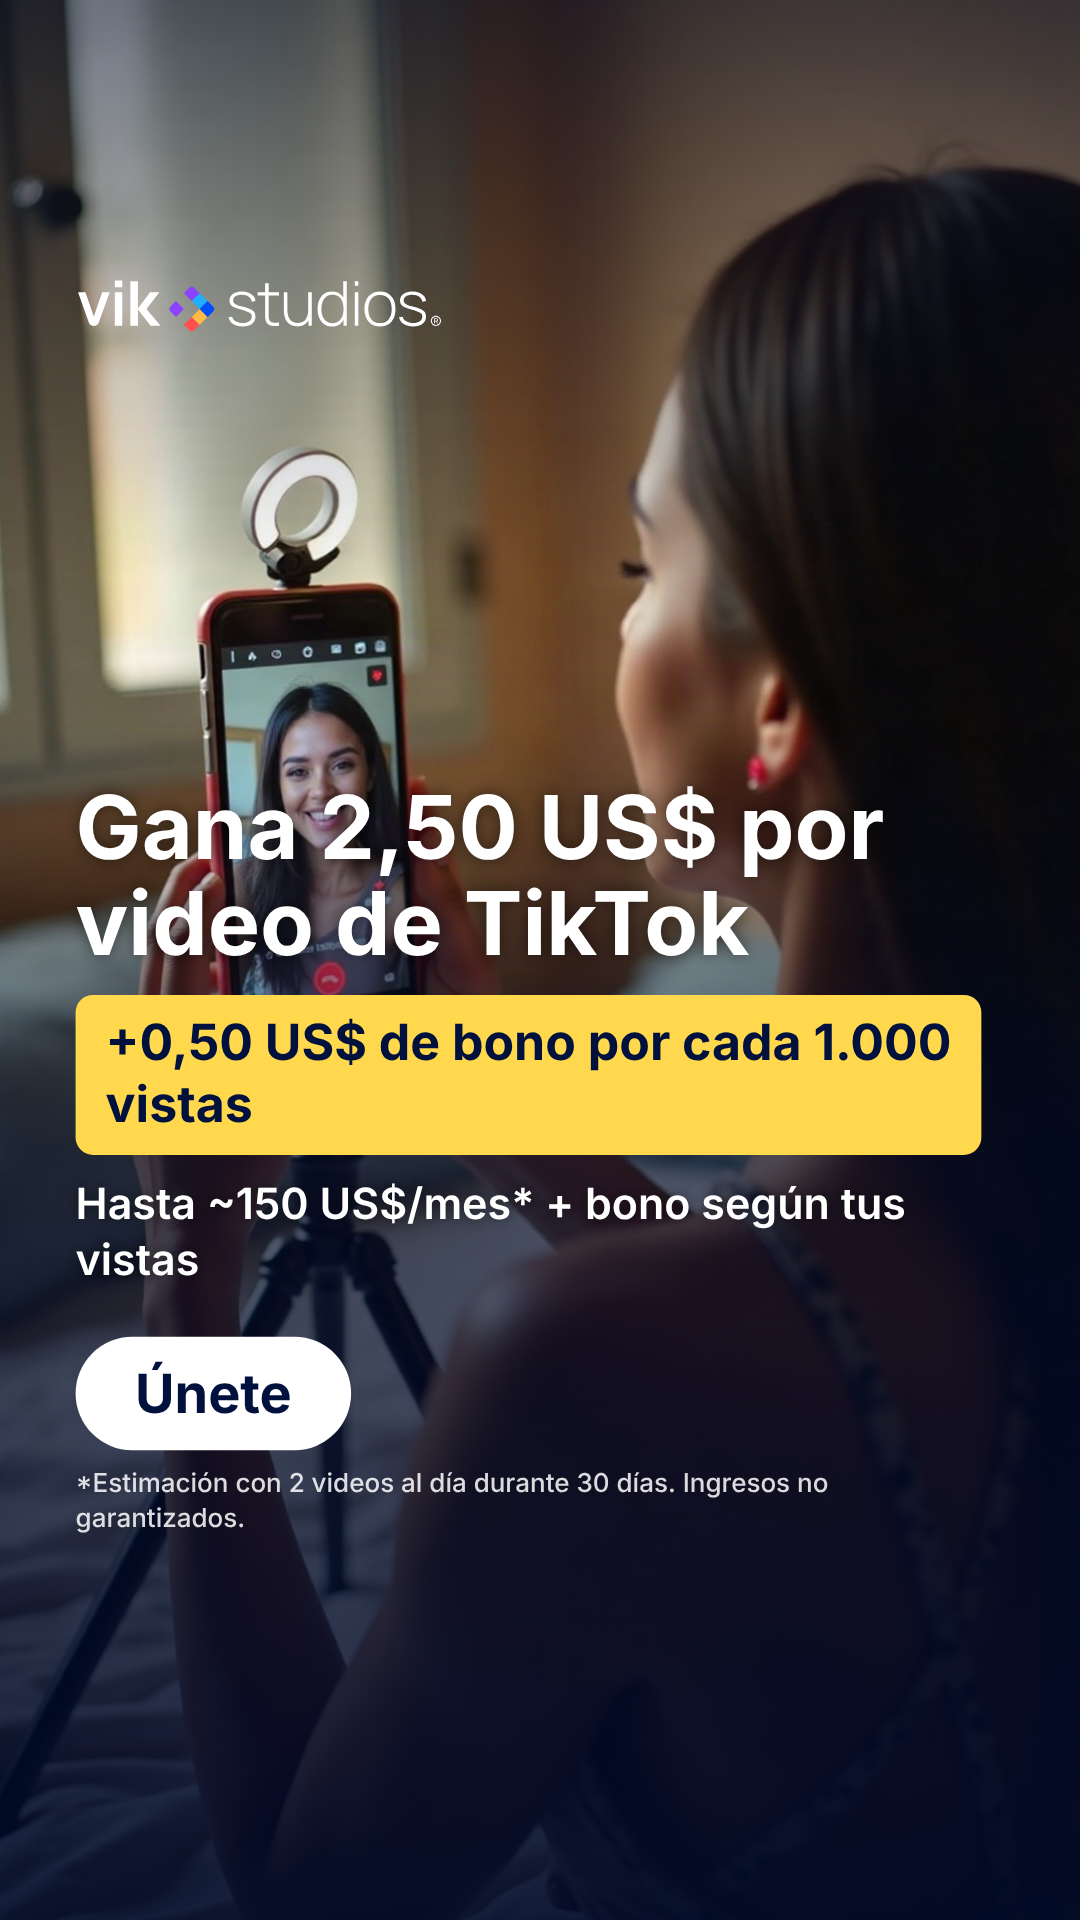 vik studios®
Gana 2,50 US$ por
video de TikTok
+0,50 US$ de bono por cada 1.000
vistas
Hasta ~150 US$/mes* + bono según tus
vistas
Únete
*Estimación con 2 videos al día durante 30 días. Ingresos no
garantizados.